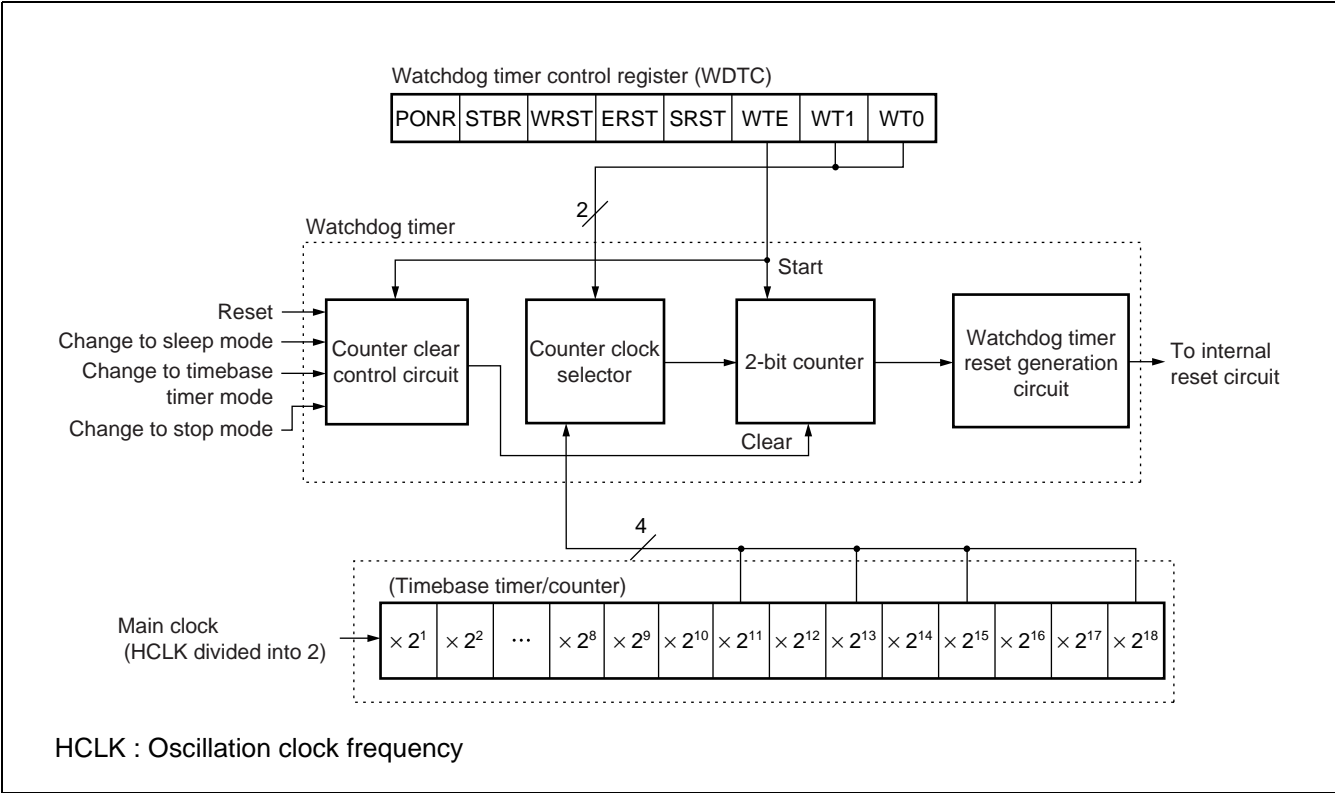 Watchdog timer control register (WDTC)
PONR STBR WRST ERST SRST WTE WT1 WT0
2
Watchdog timer
Start
Reset
Change to sleep mode
Change to timebase
timer mode
Change to stop mode
Counter clear
control circuit
Counter clock
selector
2-bit counter
Watchdog timer
reset generation
circuit
To internal
reset circuit
Clear
4
(Timebase timer/counter)
Main clock
(HCLK divided into 2)
× 2¹ × 2² ··· × 2⁸ × 2⁹ × 2¹⁰ × 2¹¹ × 2¹² × 2¹³ × 2¹⁴ × 2¹⁵ × 2¹⁶ × 2¹⁷ × 2¹⁸
HCLK : Oscillation clock frequency